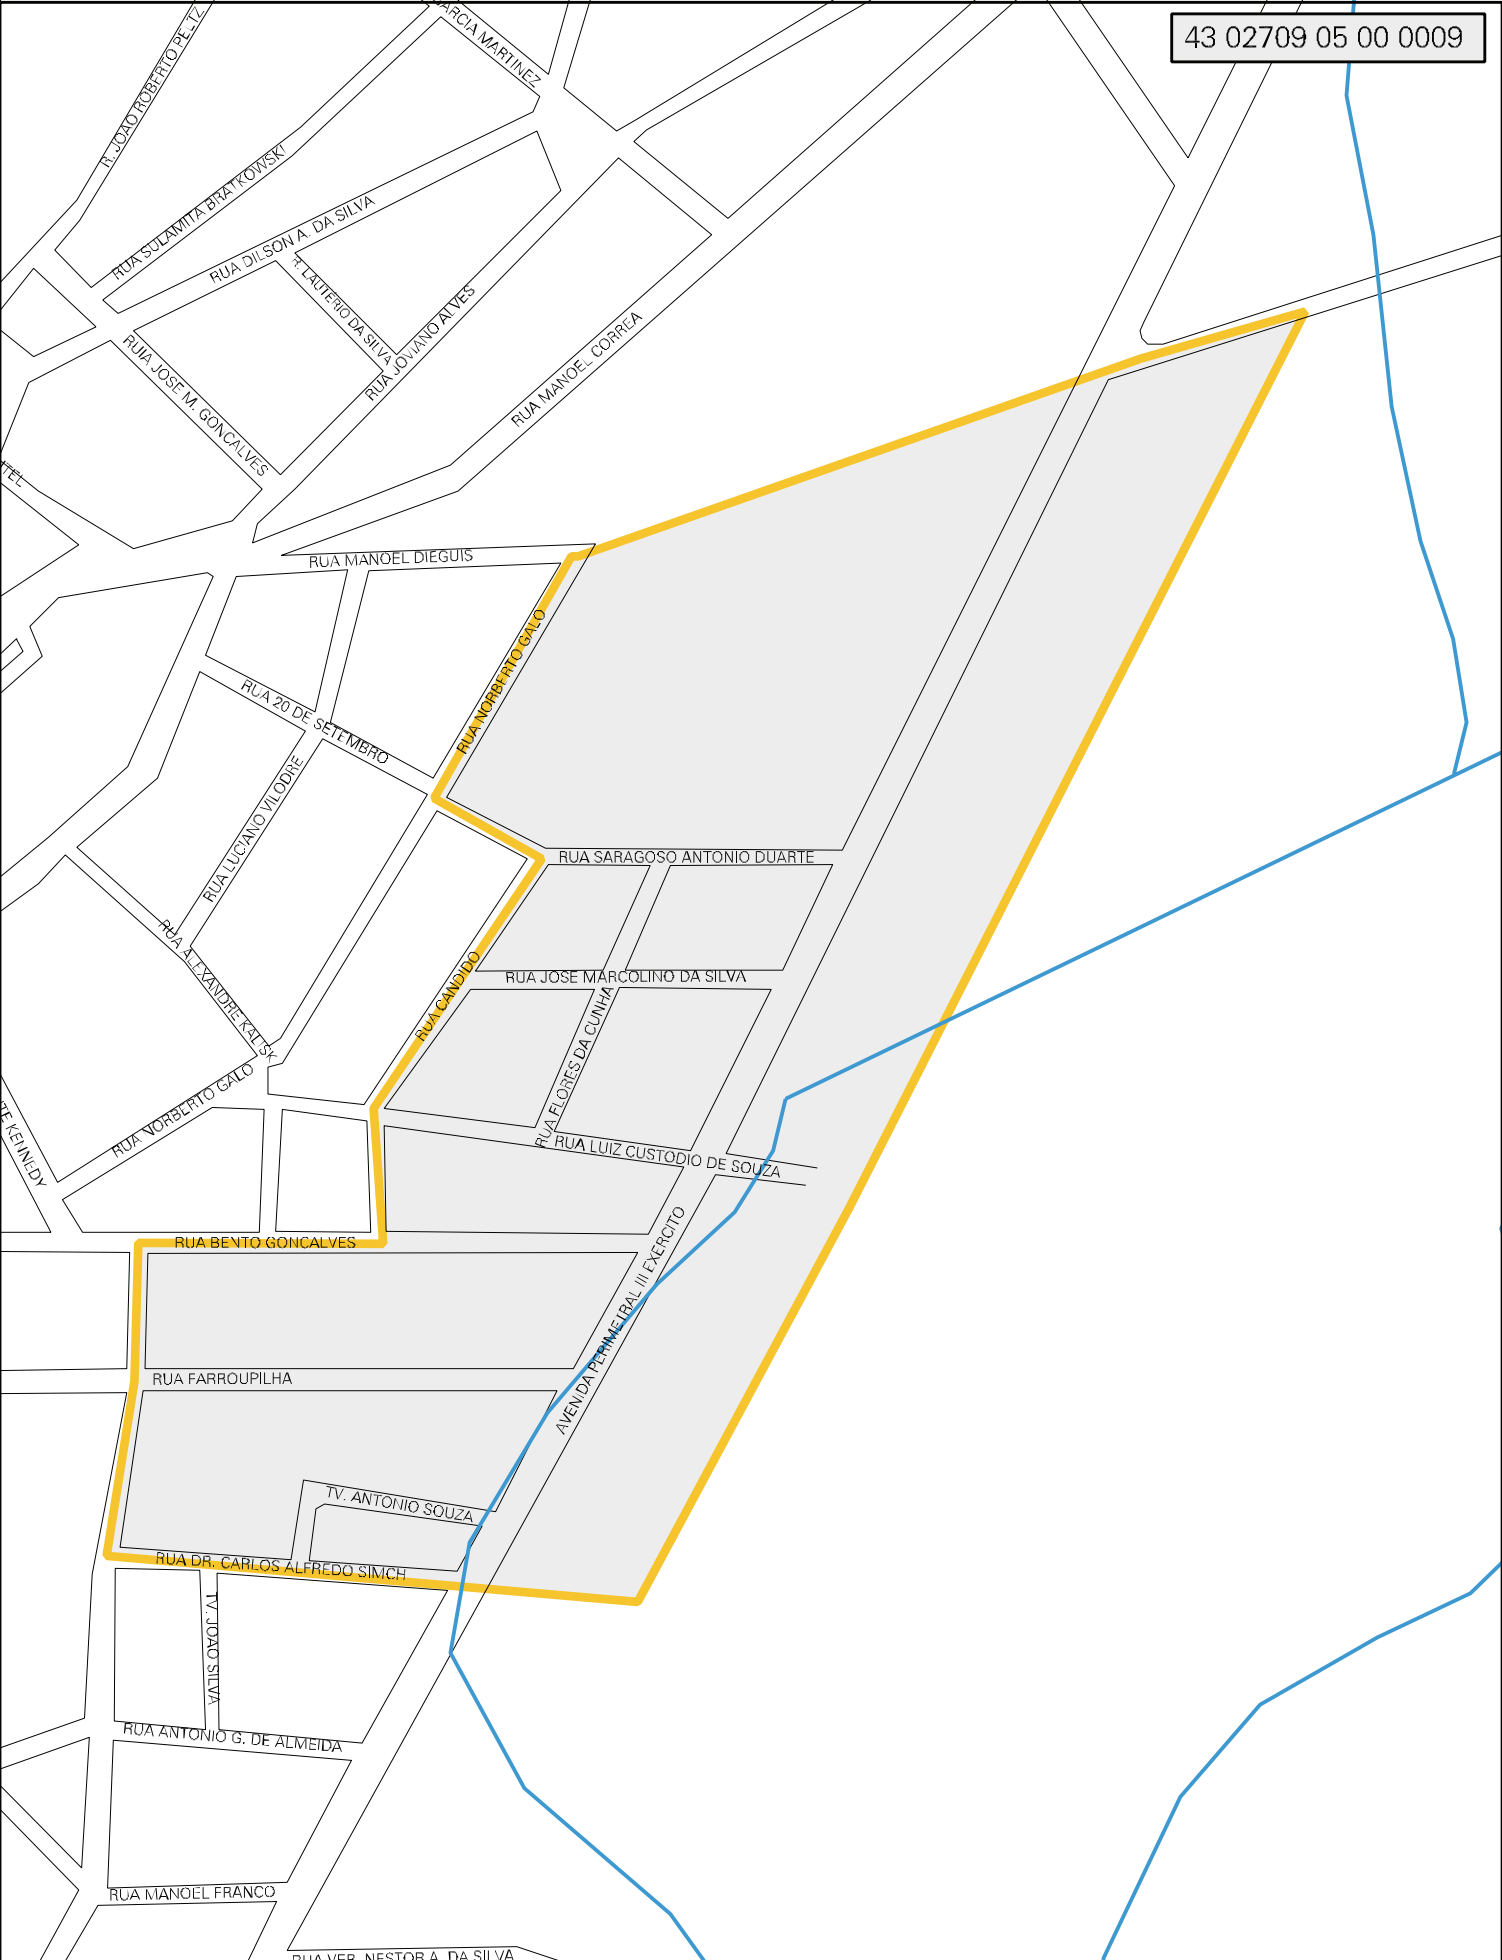 43 02709 05 00 0009
R. JOAO ROBERTO PELTZ
MARCIA MARTINEZ
RUA SULAMITA BRATKOWSKI
RUA DILSON A. DA SILVA
R. LAUTERIO DA SILVA
RUA JOVIANO ALVES
RUA MANOEL CORREA
RUIA JOSE M. GONCALVES
TEL
RUA MANOEL DIEGUIS
RUA NORBERTO GALO
RUA 20 DE SETEMBRO
RUA LUCIANO VILODRE
RUA SARAGOSO ANTONIO DUARTE
RUA ALEXANDRE KALSK
RUA CANDIDO
RUA JOSE MARCOLINO DA SILVA
RUA FLORES DA CUNHA
RUA NORBERTO GALO
TE KENNEDY
RUA LUIZ CUSTODIO DE SOUZA
RUA BENTO GONCALVES
AVENIDA PERIMETRAL III EXERCITO
RUA FARROUPILHA
TV. ANTONIO SOUZA
RUA DR. CARLOS ALFREDO SIMCH
TV. JOAO SILVA
RUA ANTONIO G. DE ALMEIDA
RUA MANOEL FRANCO
RUA VER. NESTOR A. DA SILVA